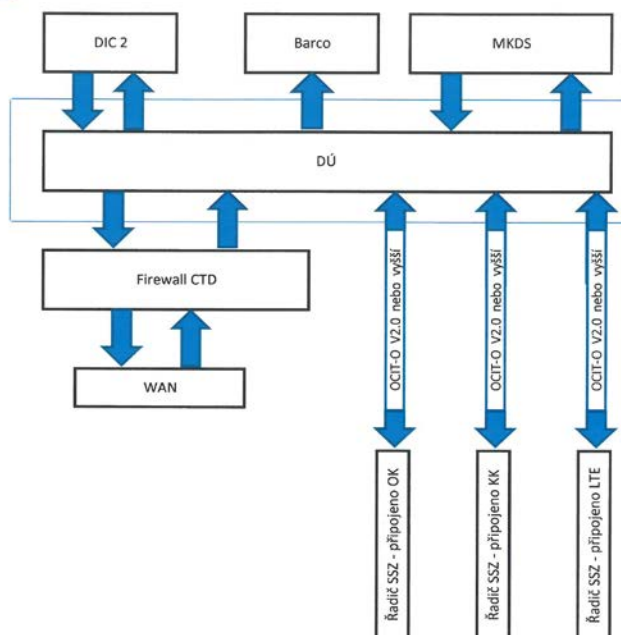 DIC 2
Barco
MKDS
DÚ
Firewall CTD
WAN
OCIT-O V2.0 nebo vyšší
OCIT-O V2.0 nebo vyšší
OCIT-O V2.0 nebo vyšší
Řadič SSZ - připojeno OK
Řadič SSZ - připojeno KK
Řadič SSZ - připojeno LTE